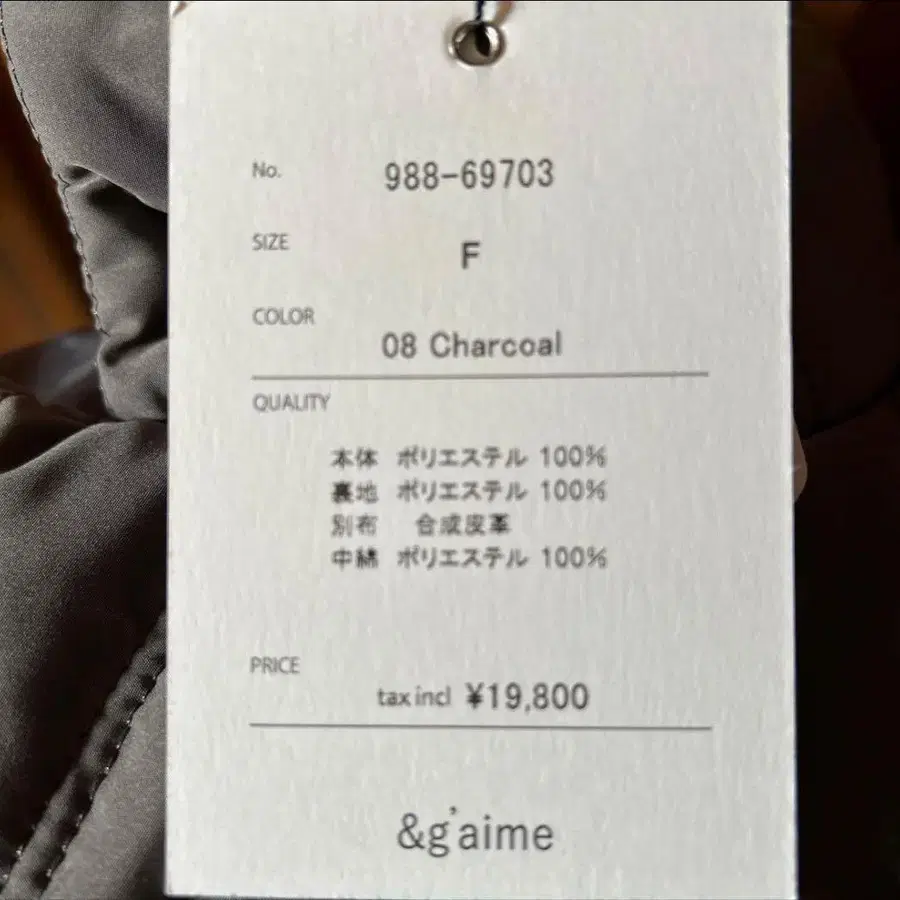 No. 988-69703
SIZE F
COLOR
08 Charcoal
QUALITY
本体 ポリエステル 100%
裏地 ポリエステル 100%
別布 合成皮革
中綿 ポリエステル 100%
PRICE
tax incl ¥19,800
&g'aime